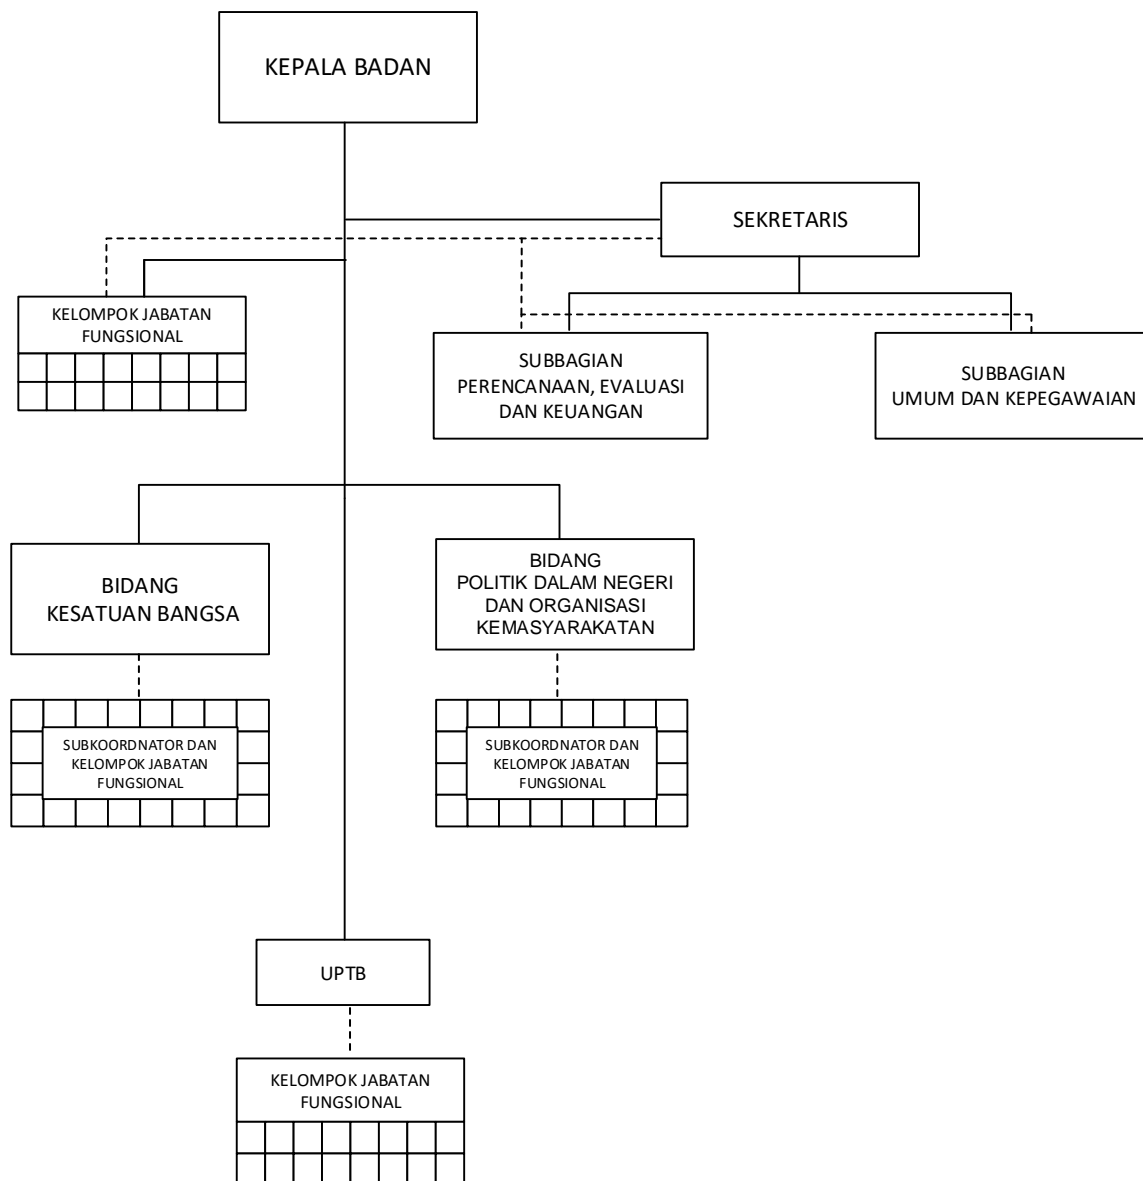 KEPALA BADAN
SEKRETARIS
KELOMPOK JABATAN
FUNGSIONAL
SUBBAGIAN
PERENCANAAN, EVALUASI
DAN KEUANGAN
SUBBAGIAN
UMUM DAN KEPEGAWAIAN
BIDANG
KESATUAN BANGSA
BIDANG
POLITIK DALAM NEGERI
DAN ORGANISASI
KEMASYARAKATAN
SUBKOORDNATOR DAN
KELOMPOK JABATAN
FUNGSIONAL
SUBKOORDNATOR DAN
KELOMPOK JABATAN
FUNGSIONAL
UPTB
KELOMPOK JABATAN
FUNGSIONAL